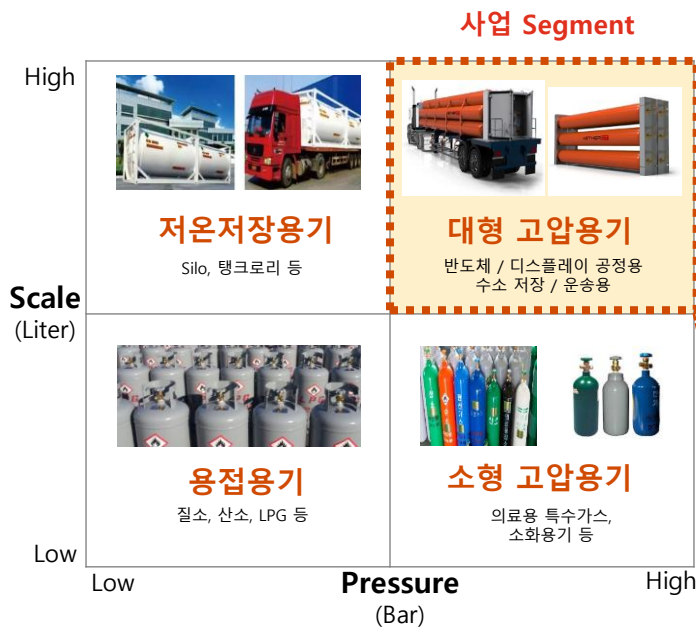 사업 Segment
High
저온저장용기
Silo, 탱크로리 등
대형 고압용기
반도체 / 디스플레이 공정용
수소 저장 / 운송용
Scale
(Liter)
용접용기
질소, 산소, LPG 등
소형 고압용기
의료용 특수가스,
소화용기 등
Low
Low
Pressure
(Bar)
High